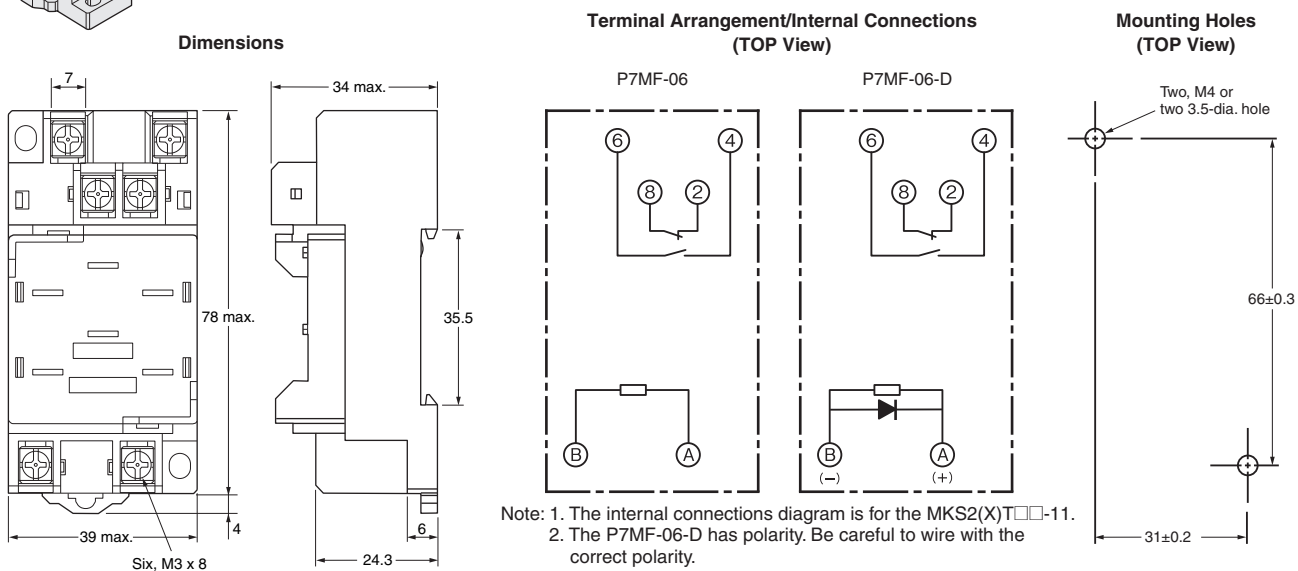 Dimensions
7
34 max.
78 max.
35.5
39 max.
4
Six, M3 x 8
6
24.3
Terminal Arrangement/Internal Connections
(TOP View)
P7MF-06
6
4
8
2
B
A
P7MF-06-D
6
4
8
2
B
A
(−)
(+)
Note: 1. The internal connections diagram is for the MKS2(X)T□□-11.
2. The P7MF-06-D has polarity. Be careful to wire with the
correct polarity.
Mounting Holes
(TOP View)
Two, M4 or
two 3.5-dia. hole
66±0.3
31±0.2